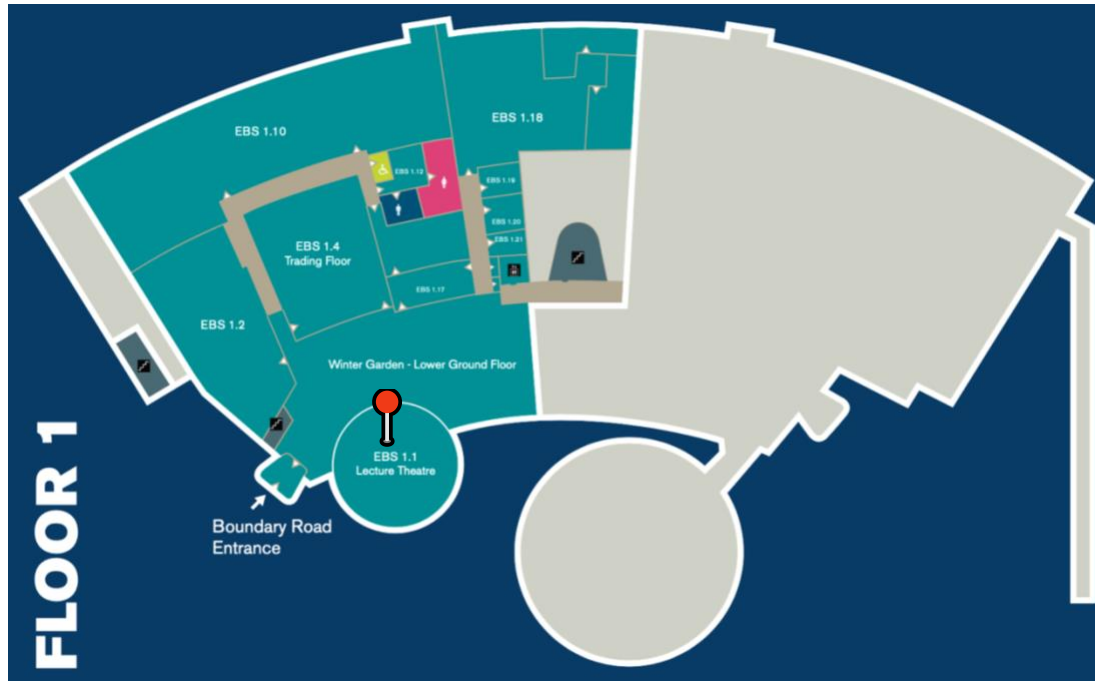 EBS 1.10
EBS 1.18
EBS 1.12
EBS 1.19
EBS 1.20
EBS 1.21
EBS 1.4
Trading Floor
EBS 1.17
EBS 1.2
Winter Garden - Lower Ground Floor
EBS 1.1
Lecture Theatre
Boundary Road
Entrance
FLOOR 1